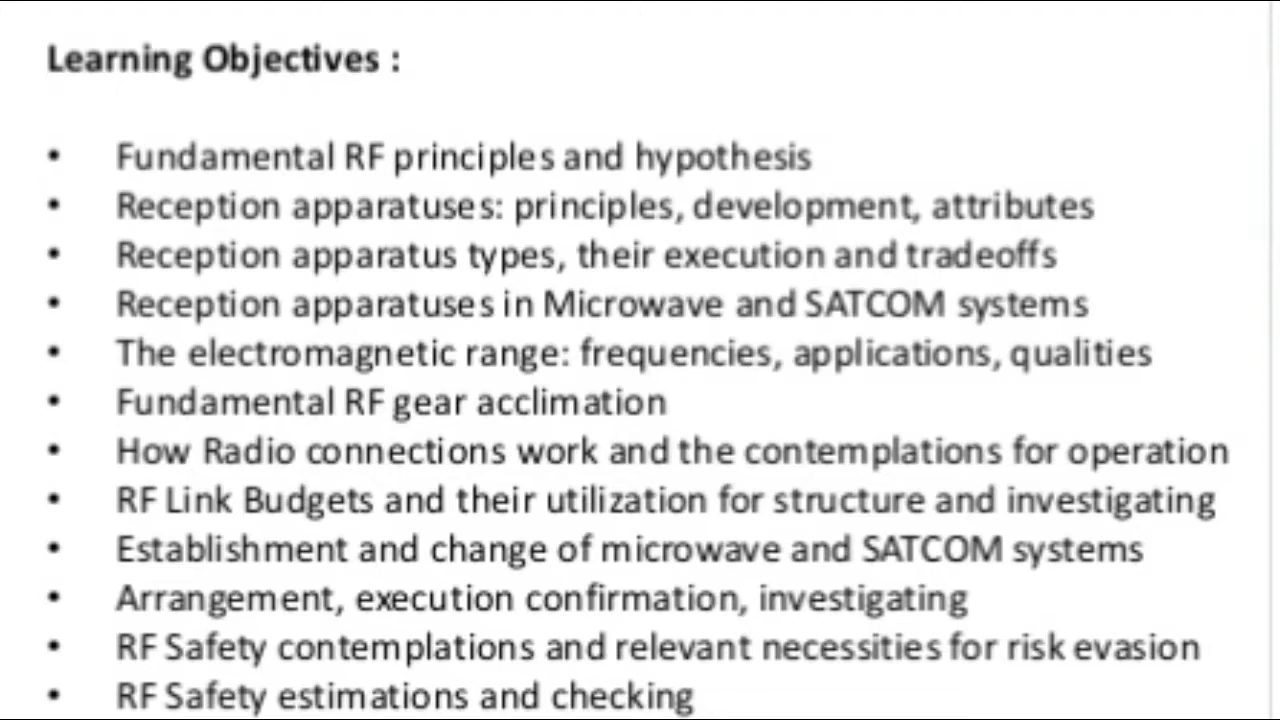 Learning Objectives :
• Fundamental RF principles and hypothesis
• Reception apparatuses: principles, development, attributes
• Reception apparatus types, their execution and tradeoffs
• Reception apparatuses in Microwave and SATCOM systems
• The electromagnetic range: frequencies, applications, qualities
• Fundamental RF gear acclimation
• How Radio connections work and the contemplations for operation
• RF Link Budgets and their utilization for structure and investigating
• Establishment and change of microwave and SATCOM systems
• Arrangement, execution confirmation, investigating
• RF Safety contemplations and relevant necessities for risk evasion
• RF Safety estimations and checking